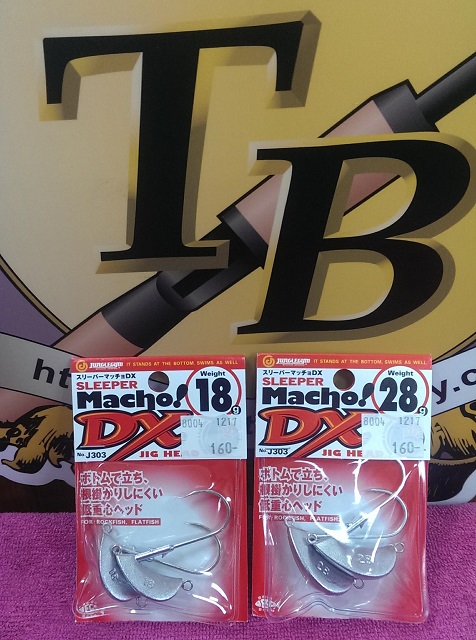 TB
ht
y.c
JUNGLEGYM
IT STANDS AT THE BOTTOM, SWIMS AS WELL
スリーパーマッチョDX
SLEEPER
Macho!
Weight
18g
8004 1217
160-
DX
No. J303
JIG HEA
ボトムで立ち、
根掛かりしにくい
低重心ヘッド
FOR ROCKFISH, FLATFISH
JUNGLEGYM
IT STANDS AT THE BOTTOM, SWIMS AS WELL
スリーパーマッチョDX
SLEEPER
Macho!
Weight
28g
8004 1217
160-
DX
No. J303
JIG HEA
ボトムで立ち、
根掛かりしにくい
低重心ヘッド
FOR ROCKFISH, FLATFISH
28